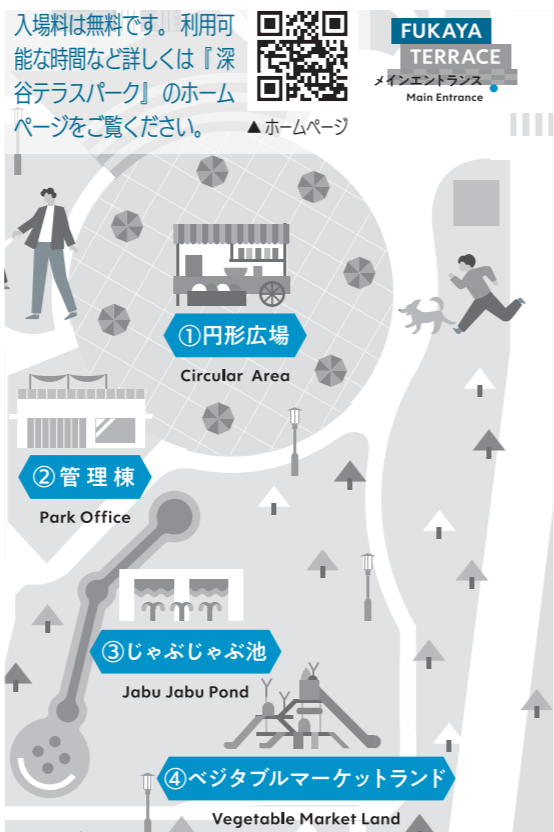 入場料は無料です。利用可
能な時間など詳しくは『深
谷テラスパーク』のホーム
ページをご覧ください。
▲ホームページ
FUKAYA
TERRACE
メインエントランス
Main Entrance
①円形広場
Circular Area
②管理棟
Park Office
③じゃぶじゃぶ池
Jabu Jabu Pond
④ベジタブルマーケットランド
Vegetable Market Land